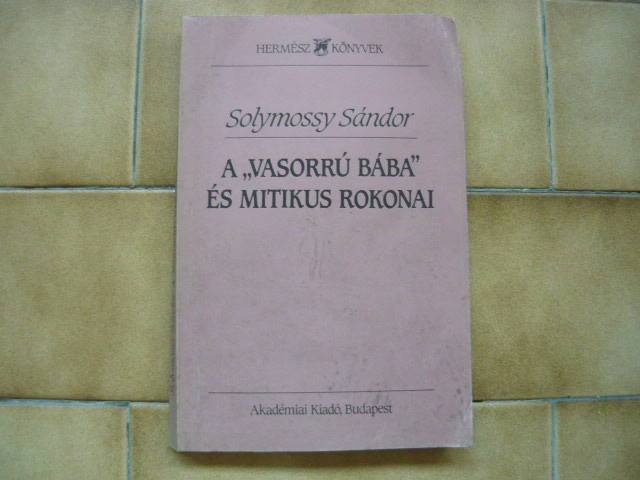 HERMÉSZ KÖNYVEK
Solymossy Sándor
A „VASORRÚ BÁBA”
ÉS MITIKUS ROKONAI
Akadémiai Kiadó, Budapest